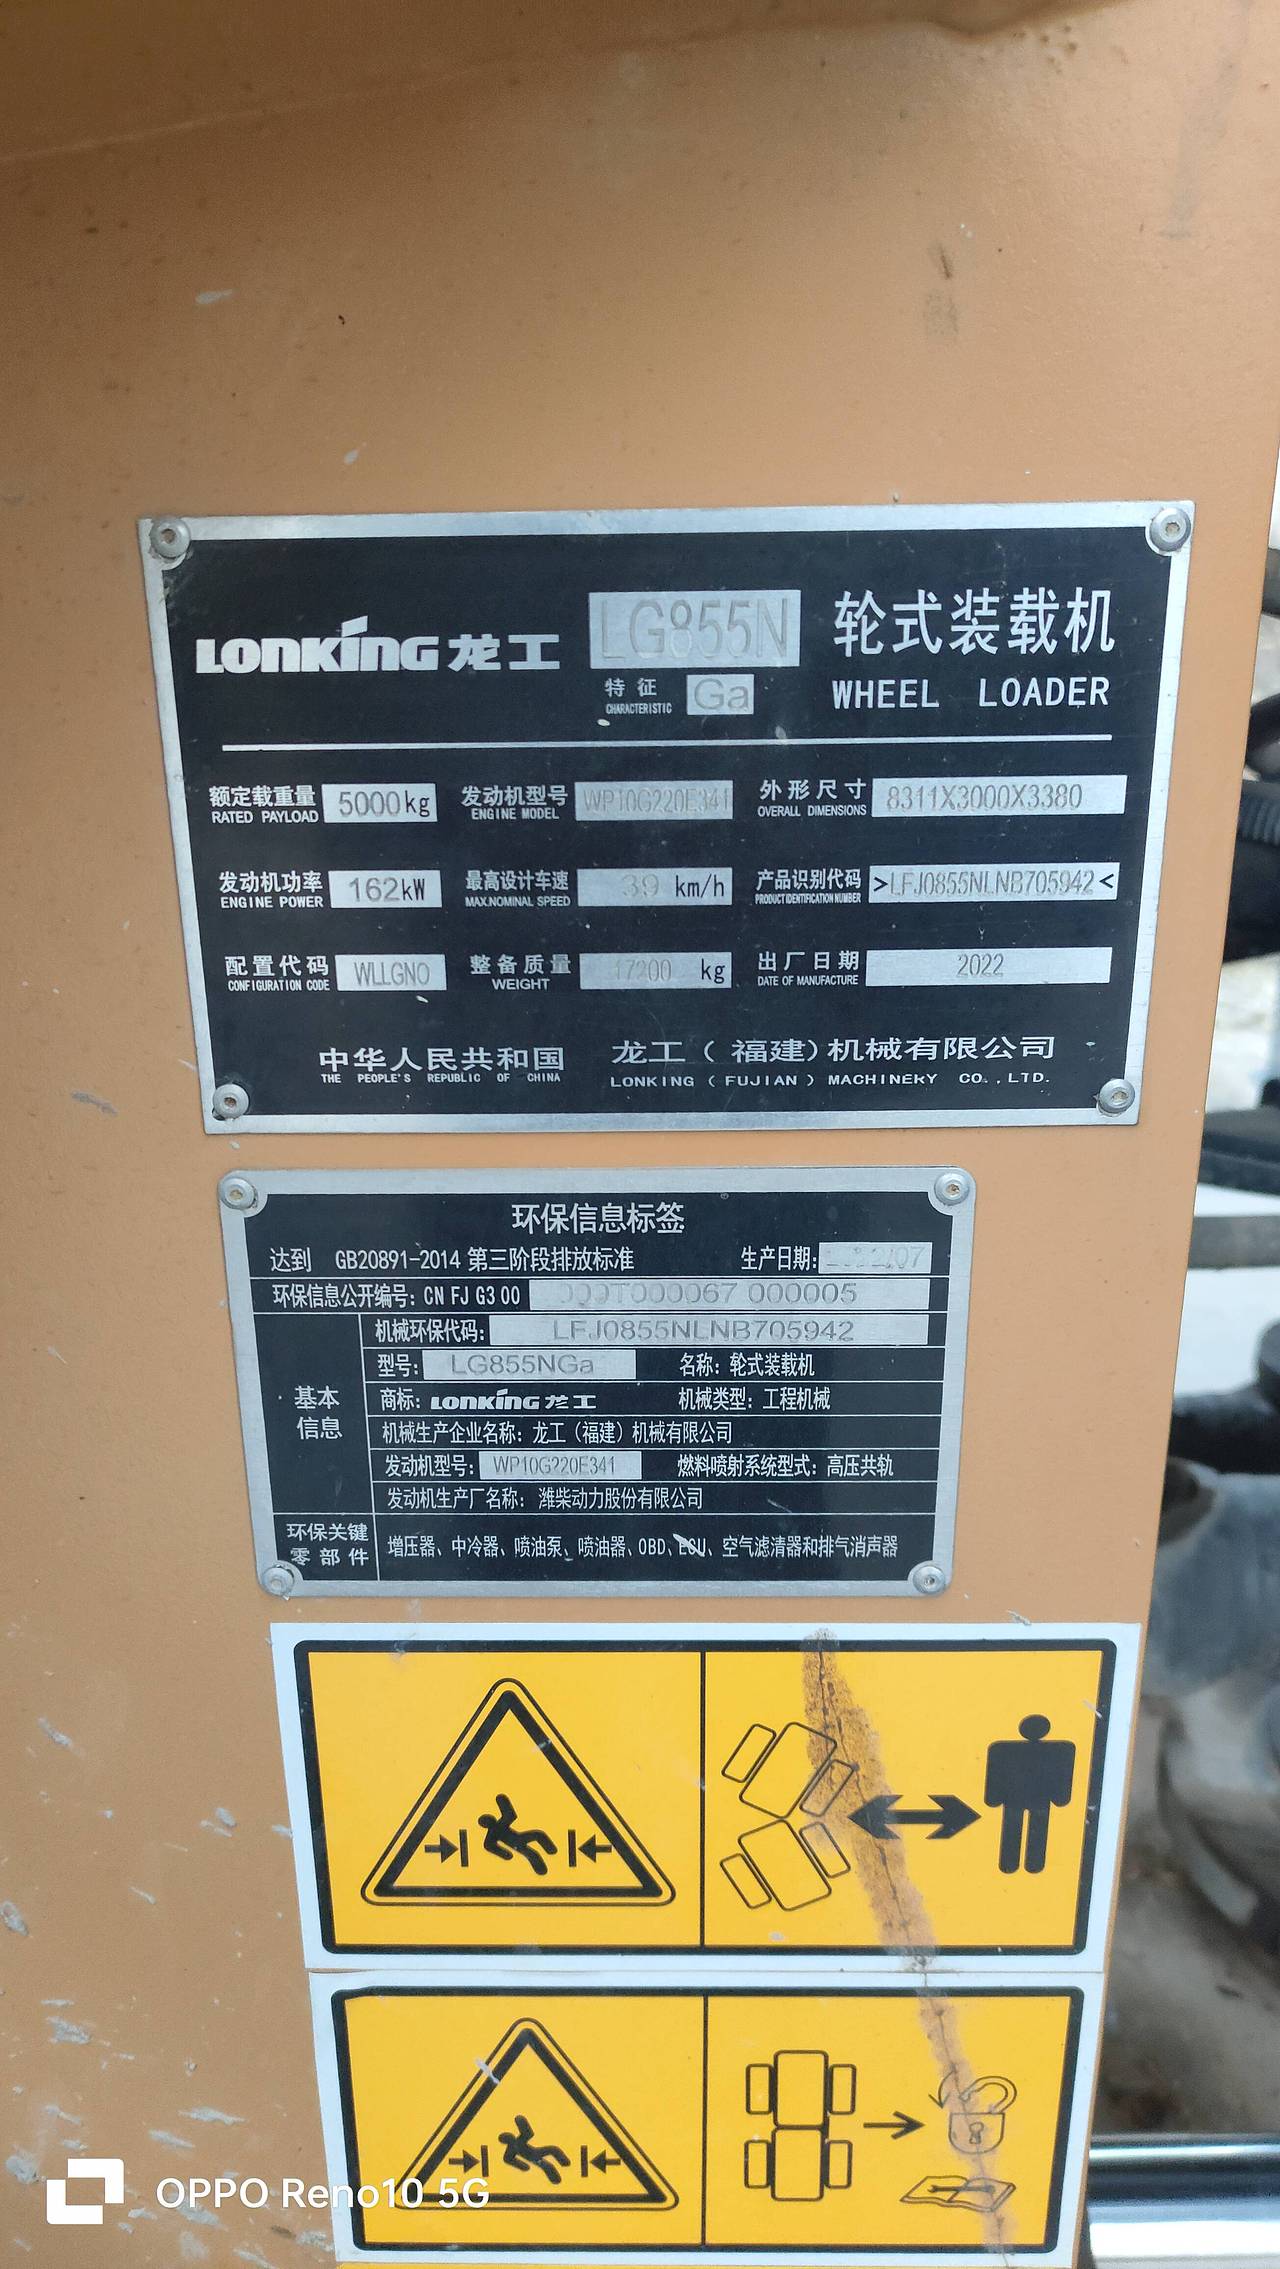 LONKING 龙工 LG855N 轮式装载机
特征 Ga WHEEL LOADER
CHARACTERISTIC
额定载重量 5000kg 发动机型号 WP10G220E341 外形尺寸 8311X3000X3380
RATED PAYLOAD ENGINE MODEL OVERALL DIMENSIONS
发动机功率 162kW 最高设计车速 39 km/h 产品识别代码 >LFJ0855NLNB705942<
ENGINE POWER MAX.NOMINAL SPEED PRODUCT IDENTIFICATION NUMBER
配置代码 WLLGNO 整备质量 17200 kg 出厂日期 2022
CONFIGURATION CODE WEIGHT DATE OF MANUFACTURE
中华人民共和国 龙工（福建）机械有限公司
THE PEOPLE'S REPUBLIC OF CHINA LONKING (FUJIAN) MACHINERY CO.,LTD.
环保信息标签
达到 GB20891-2014 第三阶段排放标准 生产日期: 2022/07
环保信息公开编号: CN FJ G3 00 000T000067 000005
机械环保代码: LFJ0855NLNB705942
型号: LG855NGa 名称: 轮式装载机
基本 商标: LONKING 龙工 机械类型: 工程机械
信息 机械生产企业名称: 龙工（福建）机械有限公司
发动机型号: WP10G220E341 燃料喷射系统型式: 高压共轨
发动机生产厂名称: 潍柴动力股份有限公司
环保关键
零部件 增压器、中冷器、喷油泵、喷油器、OBD、ECU、空气滤清器和排气消声器
OPPO Reno10 5G